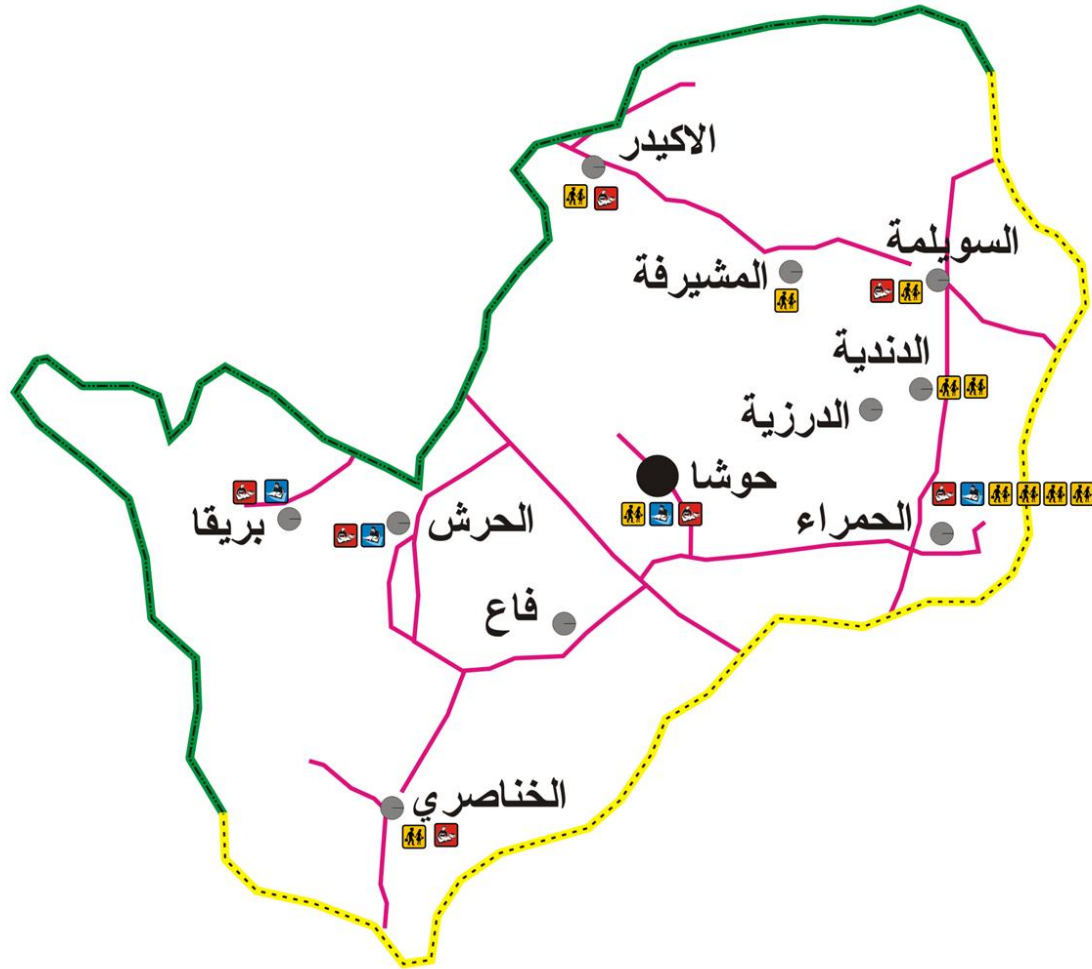 الاكيدر
السويلمة
المشيرفة
الدندية
الدرزية
حوشا
الحمراء
الحرش
بريقا
فاع
الخناصري